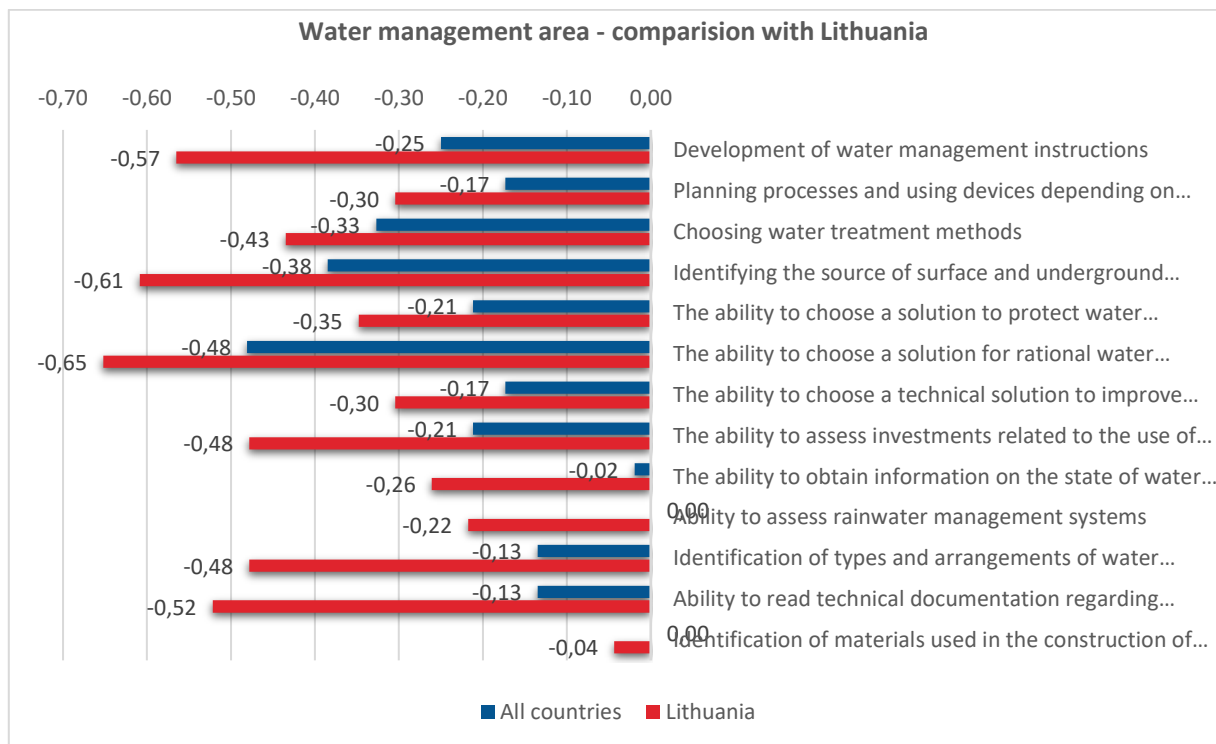 Water management area - comparision with Lithuania
-0,70 -0,60 -0,50 -0,40 -0,30 -0,20 -0,10 0,00
-0,25
-0,57
Development of water management instructions
-0,17
-0,30
Planning processes and using devices depending on...
-0,33
-0,43
Choosing water treatment methods
-0,38
-0,61
Identifying the source of surface and underground...
-0,21
-0,35
The ability to choose a solution to protect water...
-0,48
-0,65
The ability to choose a solution for rational water...
-0,17
-0,30
The ability to choose a technical solution to improve...
-0,21
-0,48
The ability to assess investments related to the use of...
-0,02
-0,26
The ability to obtain information on the state of water...
0,00
-0,22
Ability to assess rainwater management systems
-0,13
-0,48
Identification of types and arrangements of water...
-0,13
-0,52
Ability to read technical documentation regarding...
0,00
-0,04
Identification of materials used in the construction of...
All countries Lithuania